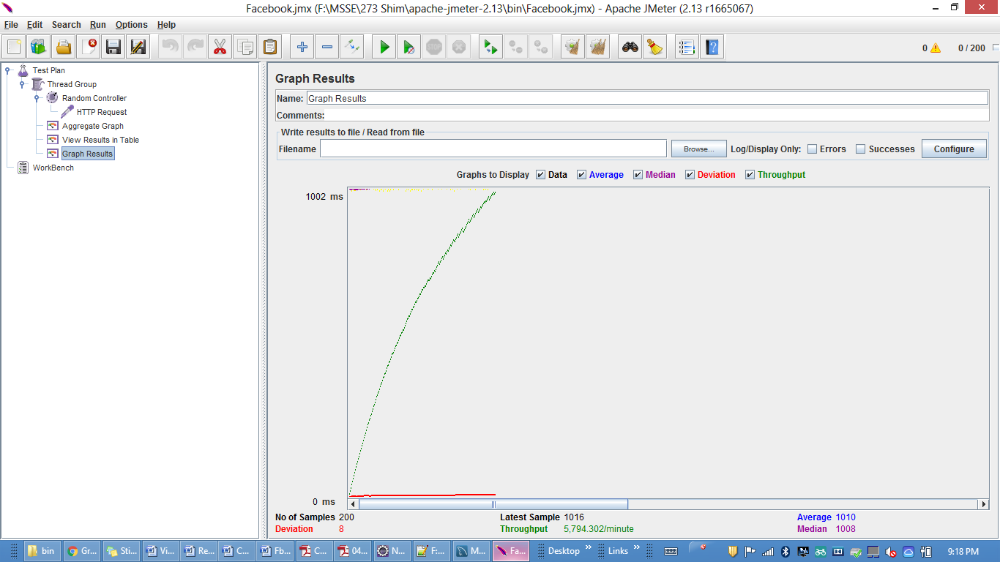 Facebook.jmx (F:\MSSE\273 Shim\apache-jmeter-2.13\bin\Facebook.jmx) - Apache JMeter (2.13 r1665067)
File Edit Search Run Options Help
STOP
0 0 / 200
Test Plan
Thread Group
Random Controller
HTTP Request
Aggregate Graph
View Results in Table
Graph Results
WorkBench
Graph Results
Name: Graph Results
Comments:
Write results to file / Read from file
Filename Browse... Log/Display Only: Errors Successes Configure
Graphs to Display Data Average Median Deviation Throughput
1002 ms
0 ms
No of Samples 200 Latest Sample 1016 Average 1010
Deviation 8 Throughput 5,794.302/minute Median 1008
bin Gr... Sti... Vi... Re... C... Fb... C... 04... N... F:... M... Fa... Desktop » Links » 9:18 PM